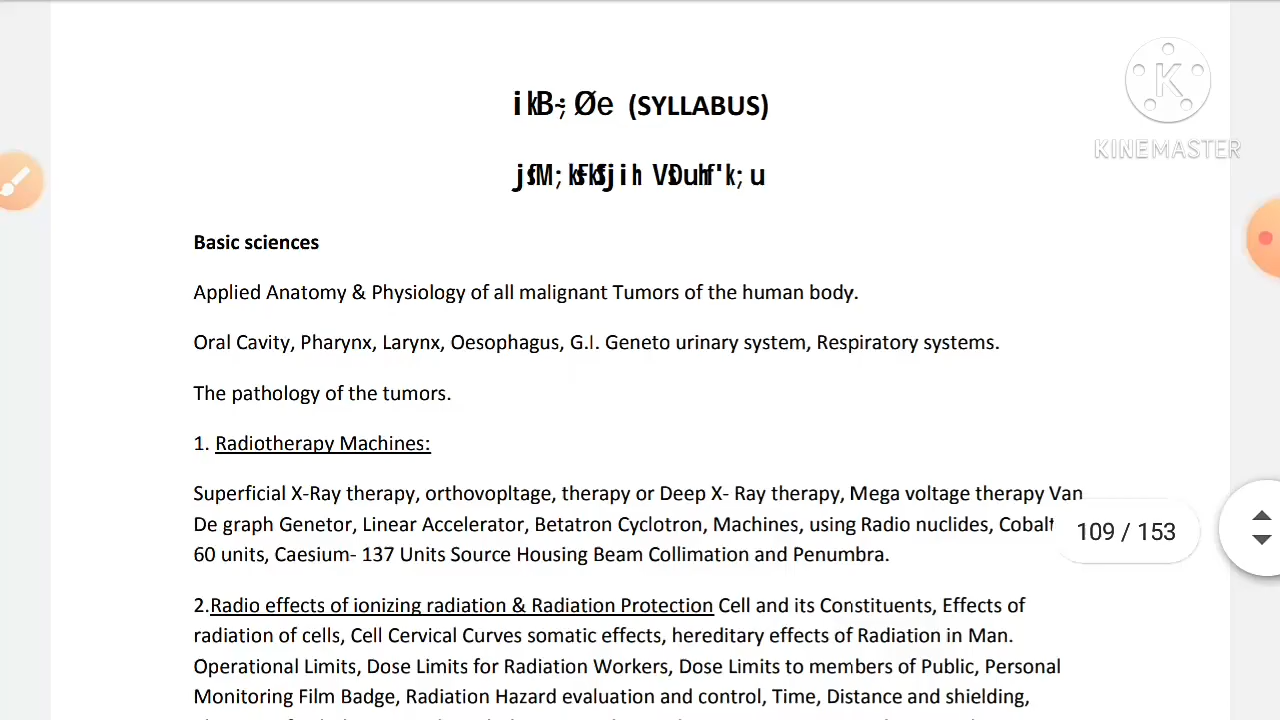 ikB~;Øe (SYLLABUS)
KINEMASTER
Basic sciences
Applied Anatomy & Physiology of all malignant Tumors of the human body.
Oral Cavity, Pharynx, Larynx, Oesophagus, G.I. Geneto urinary system, Respiratory systems.
The pathology of the tumors.
1. Radiotherapy Machines:
Superficial X-Ray therapy, orthovopltage, therapy or Deep X- Ray therapy, Mega voltage therapy Van
De graph Genetor, Linear Accelerator, Betatron Cyclotron, Machines, using Radio nuclides, Cobalt
109 / 153
60 units, Caesium- 137 Units Source Housing Beam Collimation and Penumbra.
2.Radio effects of ionizing radiation & Radiation Protection Cell and its Constituents, Effects of
radiation of cells, Cell Cervical Curves somatic effects, hereditary effects of Radiation in Man.
Operational Limits, Dose Limits for Radiation Workers, Dose Limits to members of Public, Personal
Monitoring Film Badge, Radiation Hazard evaluation and control, Time, Distance and shielding,